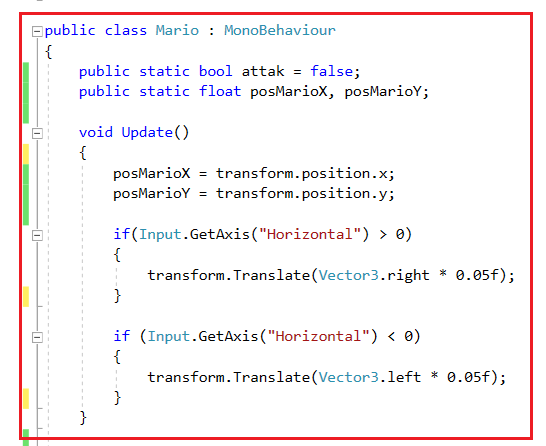 public class Mario : MonoBehaviour
{
public static bool attak = false;
public static float posMarioX, posMarioY;
void Update()
{
posMarioX = transform.position.x;
posMarioY = transform.position.y;
if(Input.GetAxis("Horizontal") > 0)
{
transform.Translate(Vector3.right * 0.05f);
}
if (Input.GetAxis("Horizontal") < 0)
{
transform.Translate(Vector3.left * 0.05f);
}
}